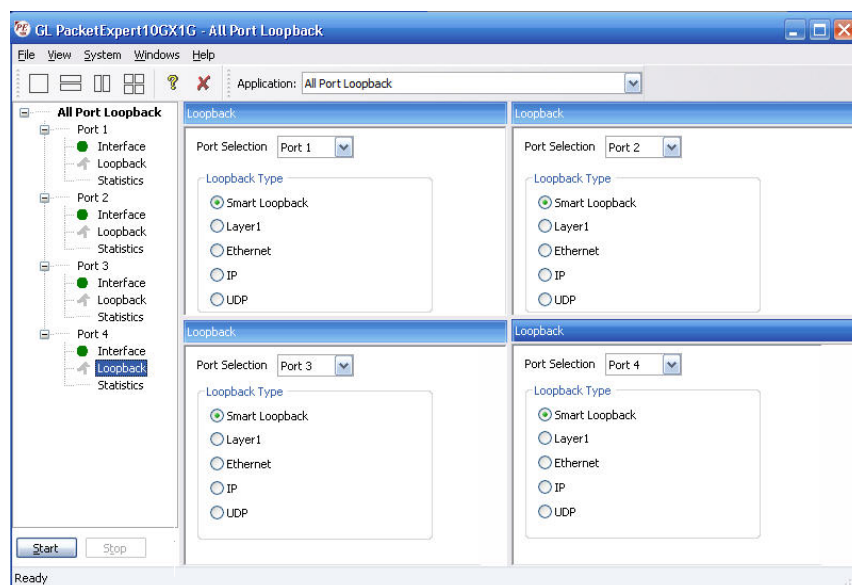 GL PacketExpert10GX1G - All Port Loopback
File View System Windows Help
Application: All Port Loopback
All Port Loopback
Port 1
Interface
Loopback
Statistics
Port 2
Interface
Loopback
Statistics
Port 3
Interface
Loopback
Statistics
Port 4
Interface
Loopback
Statistics
Start Stop
Loopback
Port Selection Port 1
Loopback Type
Smart Loopback
Layer1
Ethernet
IP
UDP
Loopback
Port Selection Port 2
Loopback Type
Smart Loopback
Layer1
Ethernet
IP
UDP
Loopback
Port Selection Port 3
Loopback Type
Smart Loopback
Layer1
Ethernet
IP
UDP
Loopback
Port Selection Port 4
Loopback Type
Smart Loopback
Layer1
Ethernet
IP
UDP
Ready